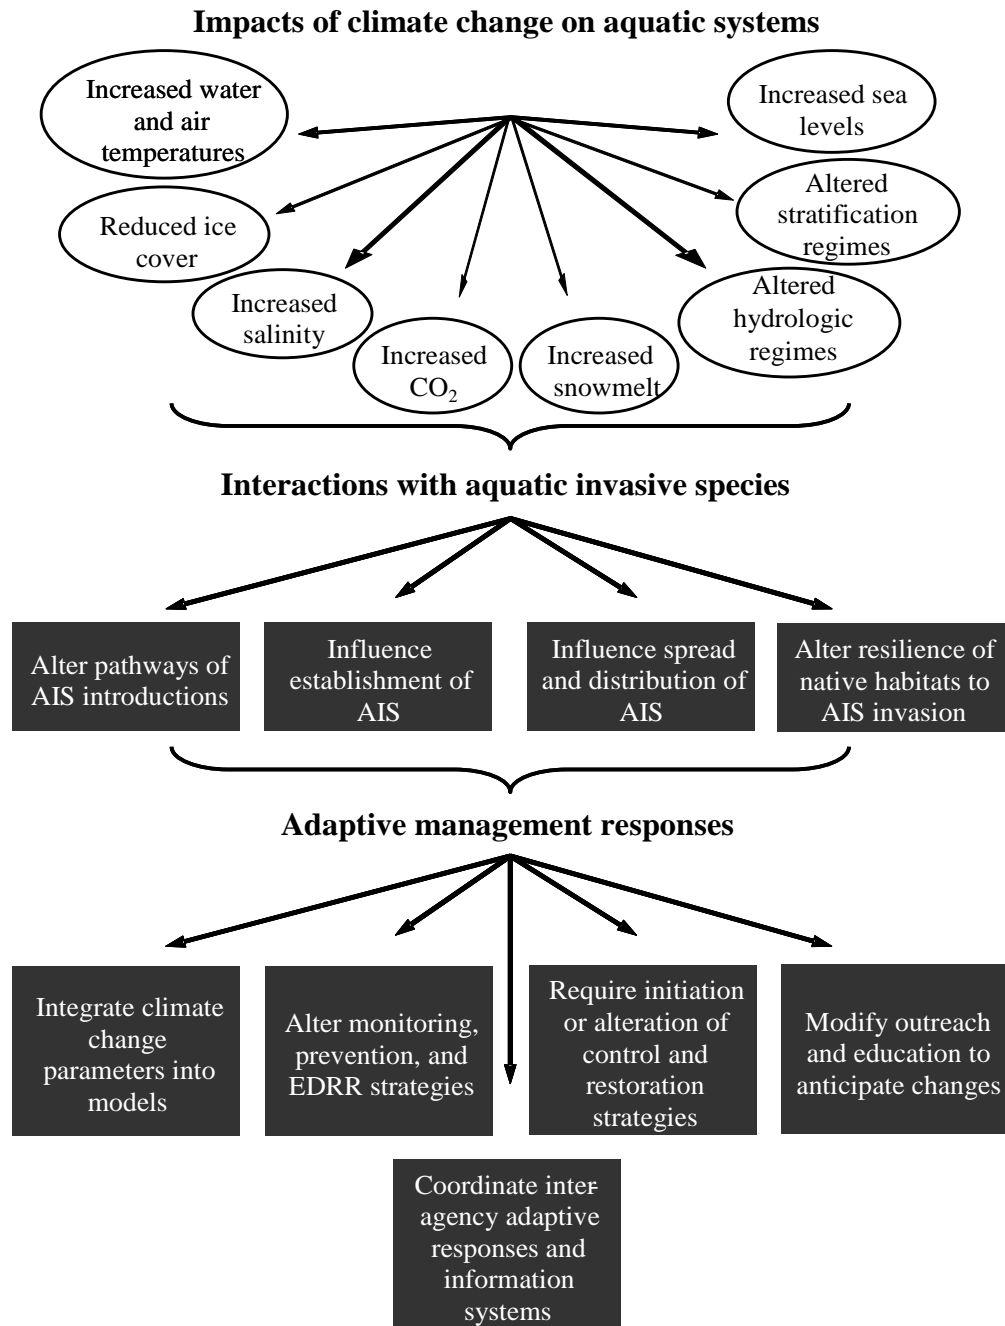 Impacts of climate change on aquatic systems
Increased water
and air
temperatures
Reduced ice
cover
Increased
salinity
Increased
CO₂
Increased
snowmelt
Altered
hydrologic
regimes
Altered
stratification
regimes
Increased sea
levels
Interactions with aquatic invasive species
Alter pathways of
AIS introductions
Influence
establishment of
AIS
Influence spread
and distribution of
AIS
Alter resilience of
native habitats to
AIS invasion
Adaptive management responses
Integrate climate
change
parameters into
models
Alter monitoring,
prevention, and
EDRR strategies
Require initiation
or alteration of
control and
restoration
strategies
Modify outreach
and education to
anticipate changes
Coordinate inter-
agency adaptive
responses and
information
systems